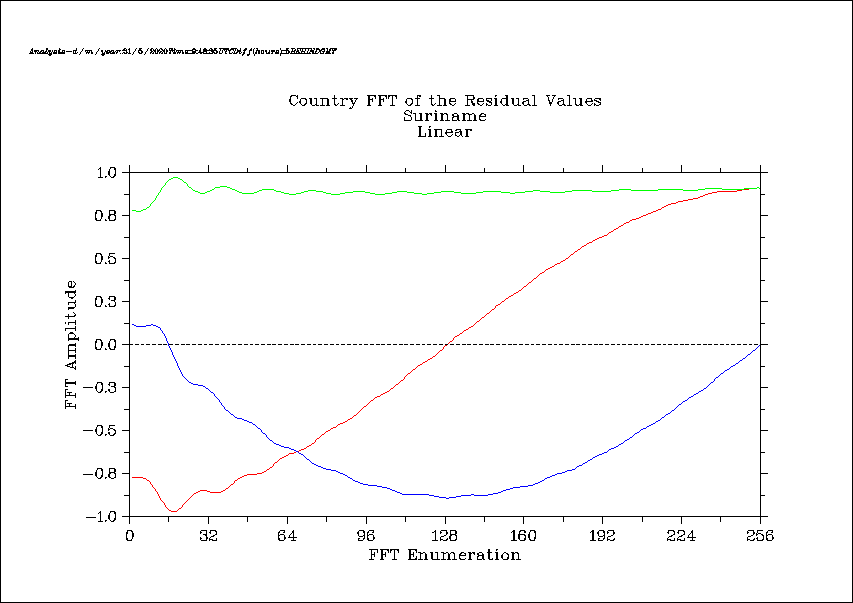 Analysis-d/m/year:31/5/2020Time:9:48:35UTCDiff(hours):5BEHINDGMT
Country FFT of the Residual Values
Suriname
Linear
1.0
0.8
0.5
0.3
0.0
-0.3
-0.5
-0.8
-1.0
FFT Amplitude
0 32 64 96 128 160 192 224 256
FFT Enumeration